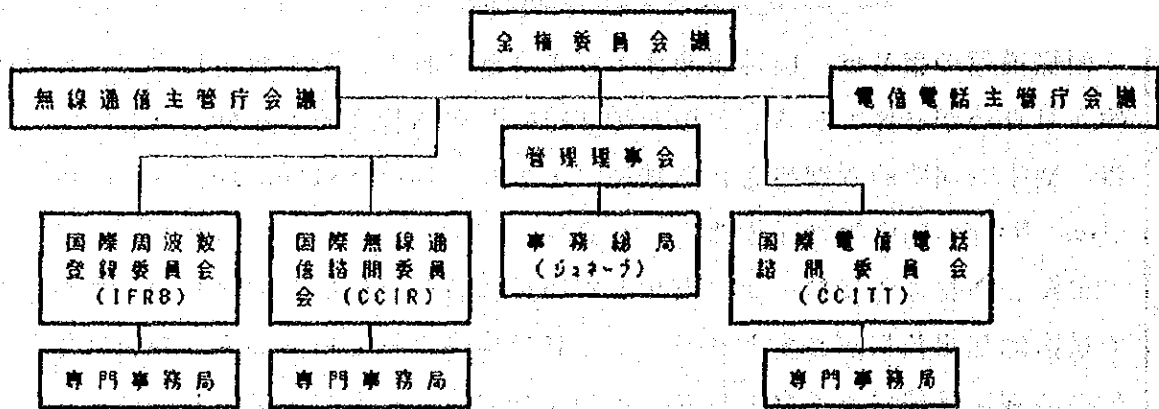 全権委員会議
無線通信主管庁会議
電信電話主管庁会議
管理理事会
国際周波数
登録委員会
(IFRB)
国際無線通
信諮問委員
会(CCIR)
事務総局
(ジュネーブ)
国際電信電話
諮問委員会
(CCITT)
専門事務局
専門事務局
専門事務局